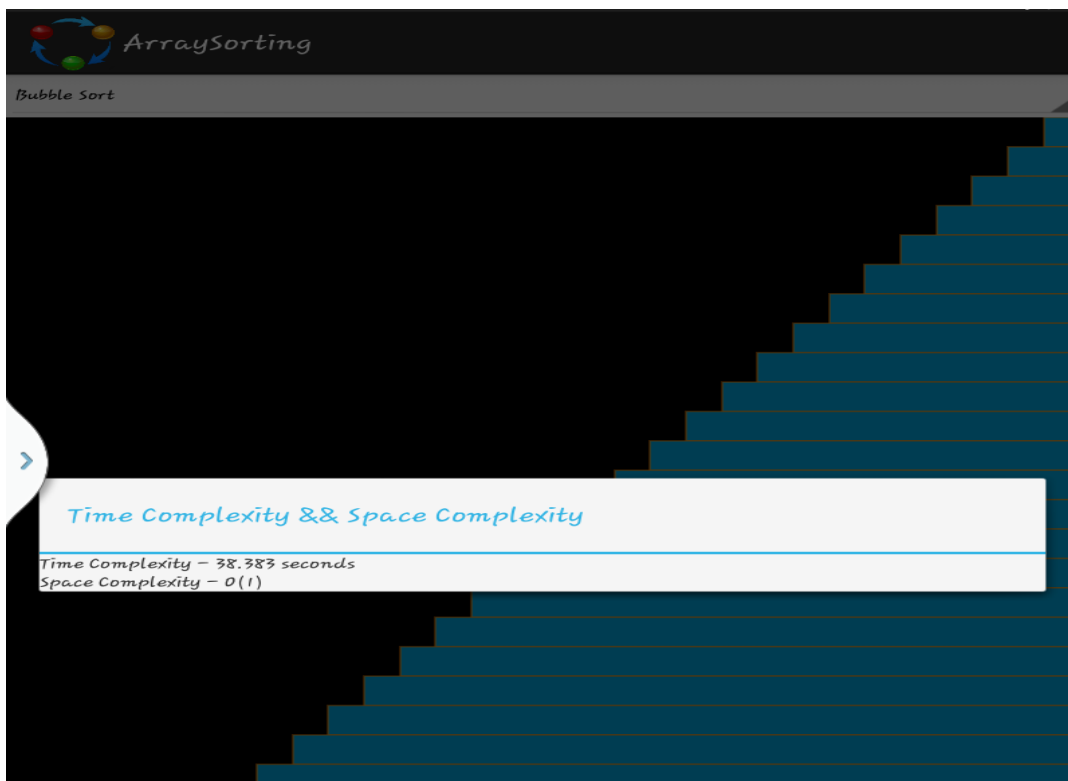 ArraySorting
Bubble Sort
Time Complexity && Space Complexity
Time Complexity - 38.383 seconds
Space Complexity - O(1)